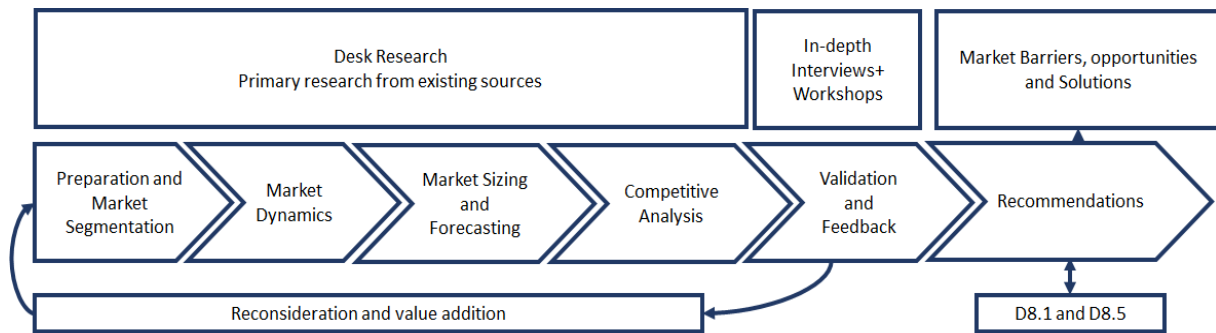 Desk Research
Primary research from existing sources
In-depth
Interviews+
Workshops
Market Barriers, opportunities
and Solutions
Preparation and
Market
Segmentation
Market
Dynamics
Market Sizing
and
Forecasting
Competitive
Analysis
Validation
and
Feedback
Recommendations
Reconsideration and value addition
D8.1 and D8.5